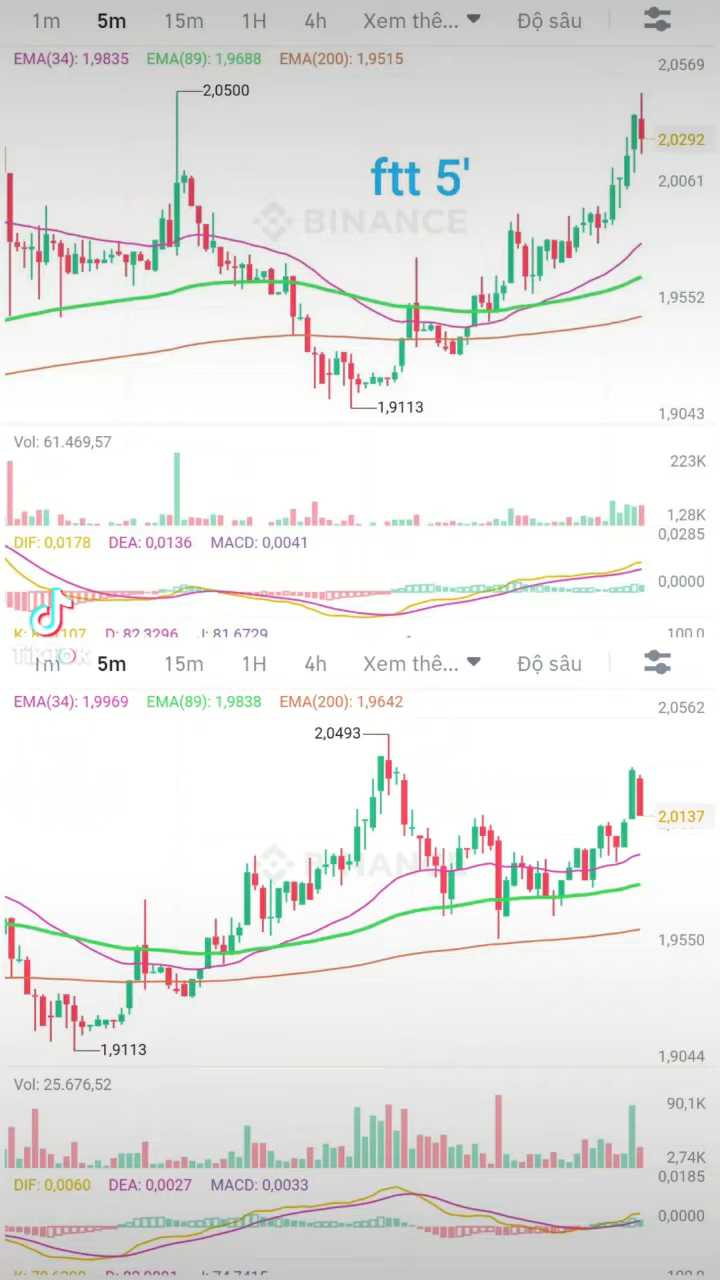 1m 5m 15m 1H 4h Xem thê... Độ sâu
EMA(34): 1,9835 EMA(89): 1,9688 EMA(200): 1,9515
2,0569
2,0500
2,0292
ftt 5'
2,0061
BINANCE
1,9552
1,9113
1,9043
Vol: 61.469,57
223K
1,28K
0,0285
DIF: 0,0178 DEA: 0,0136 MACD: 0,0041
0,0000
D: 82,3296 J: 81,6729 100,0
TikTok
1m 5m 15m 1H 4h Xem thê... Độ sâu
EMA(34): 1,9969 EMA(89): 1,9838 EMA(200): 1,9642
2,0562
2,0493
2,0137
BINANCE
1,9550
1,9113
1,9044
Vol: 25.676,52
90,1K
2,74K
0,0185
DIF: 0,0060 DEA: 0,0027 MACD: 0,0033
0,0000